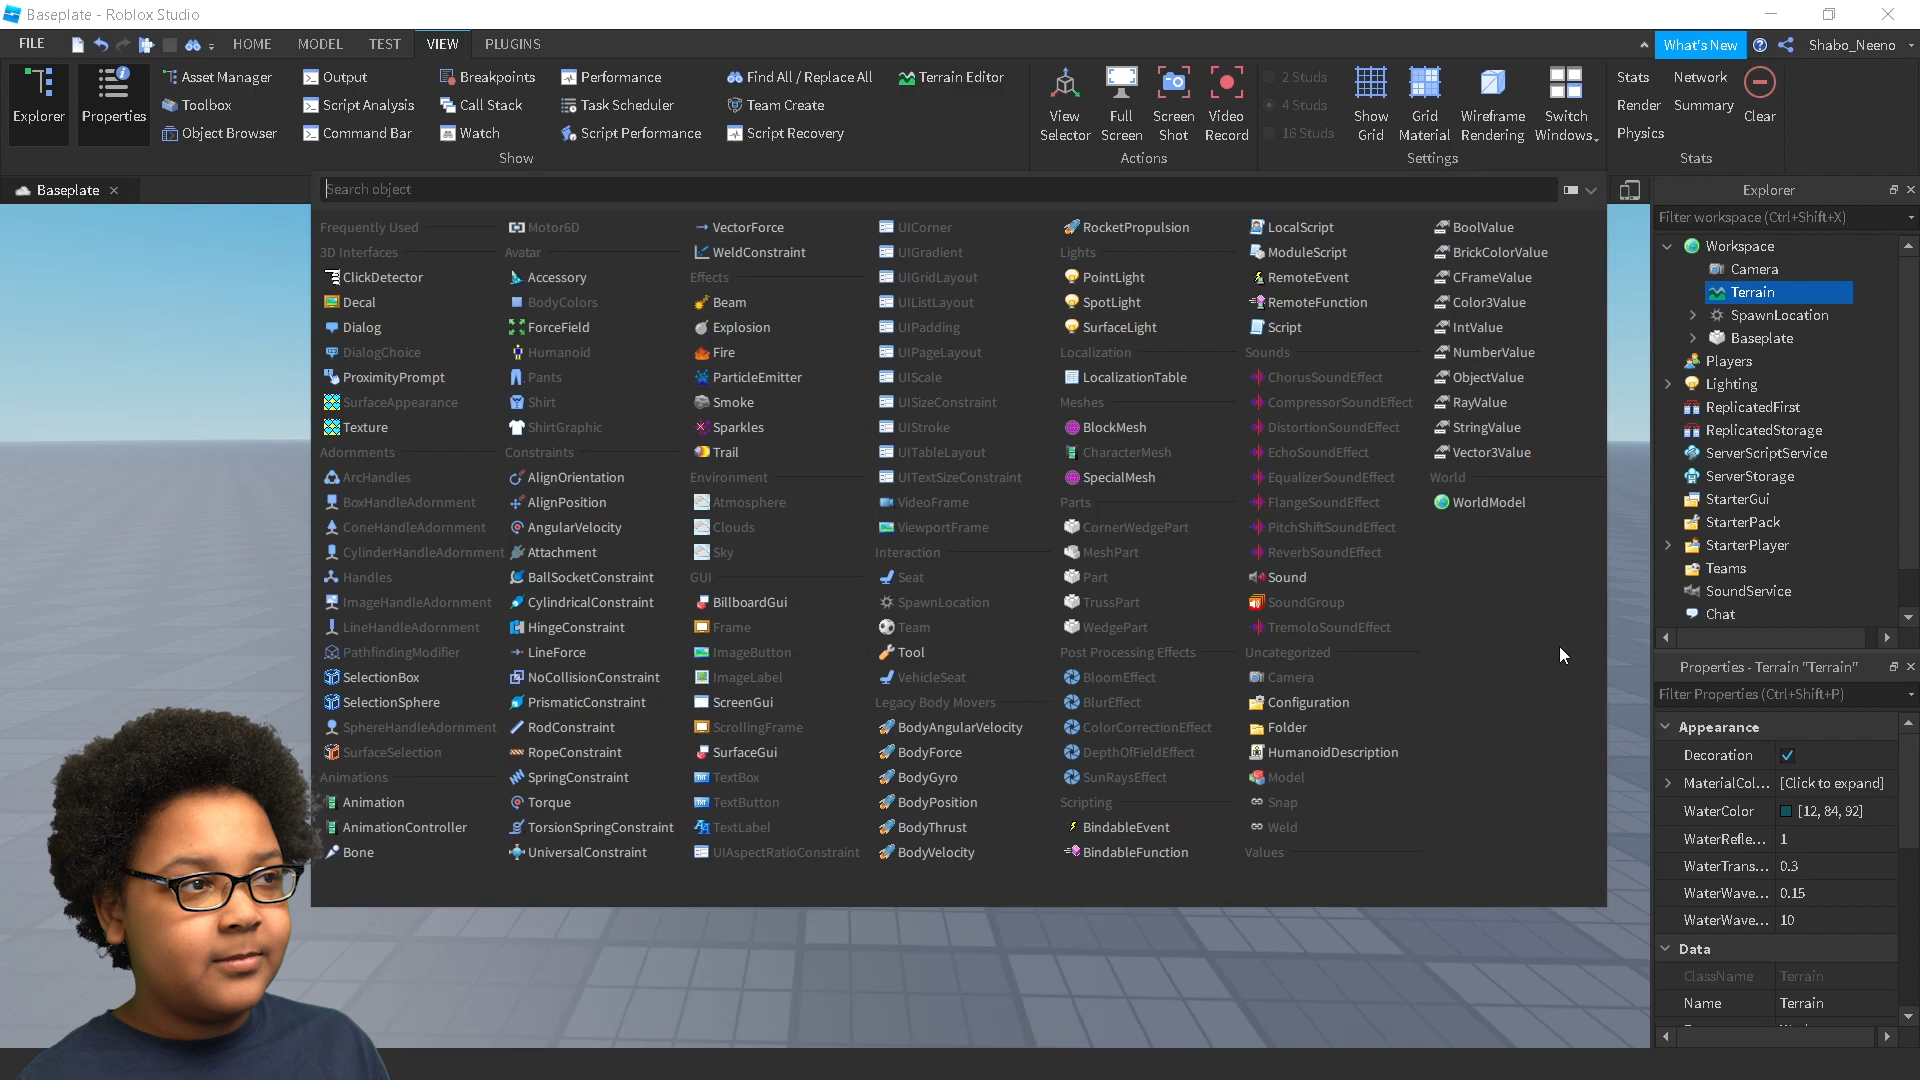 Baseplate - Roblox Studio
FILE HOME MODEL TEST VIEW PLUGINS What's New Shabo_Neeno
Explorer
Properties
Asset Manager
Toolbox
Object Browser
Output
Script Analysis
Command Bar
Breakpoints
Call Stack
Watch
Performance
Task Scheduler
Script Performance
Find All / Replace All
Team Create
Script Recovery
Terrain Editor
Show
View Selector
Full Screen
Screen Shot
Video Record
Actions
2 Studs
4 Studs
16 Studs
Show Grid
Grid Material
Wireframe Rendering
Switch Windows
Settings
Stats
Render
Physics
Network
Summary
Clear
Stats
Baseplate
Search object
Frequently Used
3D Interfaces
ClickDetector
Decal
Dialog
DialogChoice
ProximityPrompt
SurfaceAppearance
Texture
Adornments
ArcHandles
BoxHandleAdornment
ConeHandleAdornment
CylinderHandleAdornment
Handles
ImageHandleAdornment
LineHandleAdornment
PathfindingModifier
SelectionBox
SelectionSphere
SphereHandleAdornment
SurfaceSelection
Animations
Animation
AnimationController
Bone
Motor6D
Avatar
Accessory
BodyColors
ForceField
Humanoid
Pants
Shirt
ShirtGraphic
Constraints
AlignOrientation
AlignPosition
AngularVelocity
Attachment
BallSocketConstraint
CylindricalConstraint
HingeConstraint
LineForce
NoCollisionConstraint
PrismaticConstraint
RodConstraint
RopeConstraint
SpringConstraint
Torque
TorsionSpringConstraint
UniversalConstraint
VectorForce
WeldConstraint
Effects
Beam
Explosion
Fire
ParticleEmitter
Smoke
Sparkles
Trail
Environment
Atmosphere
Clouds
Sky
GUI
BillboardGui
Frame
ImageButton
ImageLabel
ScreenGui
ScrollingFrame
SurfaceGui
TextBox
TextButton
TextLabel
UIAspectRatioConstraint
UICorner
UIGradient
UIGridLayout
UIListLayout
UIPadding
UIPageLayout
UIScale
UISizeConstraint
UIStroke
UITableLayout
UITextSizeConstraint
VideoFrame
ViewportFrame
Interaction
Seat
SpawnLocation
Team
Tool
VehicleSeat
Legacy Body Movers
BodyAngularVelocity
BodyForce
BodyGyro
BodyPosition
BodyThrust
BodyVelocity
RocketPropulsion
Lights
PointLight
SpotLight
SurfaceLight
Localization
LocalizationTable
Meshes
BlockMesh
CharacterMesh
SpecialMesh
Parts
CornerWedgePart
MeshPart
Part
TrussPart
WedgePart
Post Processing Effects
BloomEffect
BlurEffect
ColorCorrectionEffect
DepthOfFieldEffect
SunRaysEffect
Scripting
BindableEvent
BindableFunction
LocalScript
ModuleScript
RemoteEvent
RemoteFunction
Script
Sounds
ChorusSoundEffect
CompressorSoundEffect
DistortionSoundEffect
EchoSoundEffect
EqualizerSoundEffect
FlangeSoundEffect
PitchShiftSoundEffect
ReverbSoundEffect
Sound
SoundGroup
TremoloSoundEffect
Uncategorized
Camera
Configuration
Folder
HumanoidDescription
Model
Snap
Weld
Values
BoolValue
BrickColorValue
CFrameValue
Color3Value
IntValue
NumberValue
ObjectValue
RayValue
StringValue
Vector3Value
World
WorldModel
Explorer
Filter workspace (Ctrl+Shift+X)
Workspace
Camera
Terrain
SpawnLocation
Baseplate
Players
Lighting
ReplicatedFirst
ReplicatedStorage
ServerScriptService
ServerStorage
StarterGui
StarterPack
StarterPlayer
Teams
SoundService
Chat
Properties - Terrain "Terrain"
Filter Properties (Ctrl+Shift+P)
Appearance
Decoration
MaterialCol... [Click to expand]
WaterColor [12, 84, 92]
WaterRefle... 1
WaterTrans... 0.3
WaterWave... 0.15
WaterWave... 10
Data
ClassName Terrain
Name Terrain